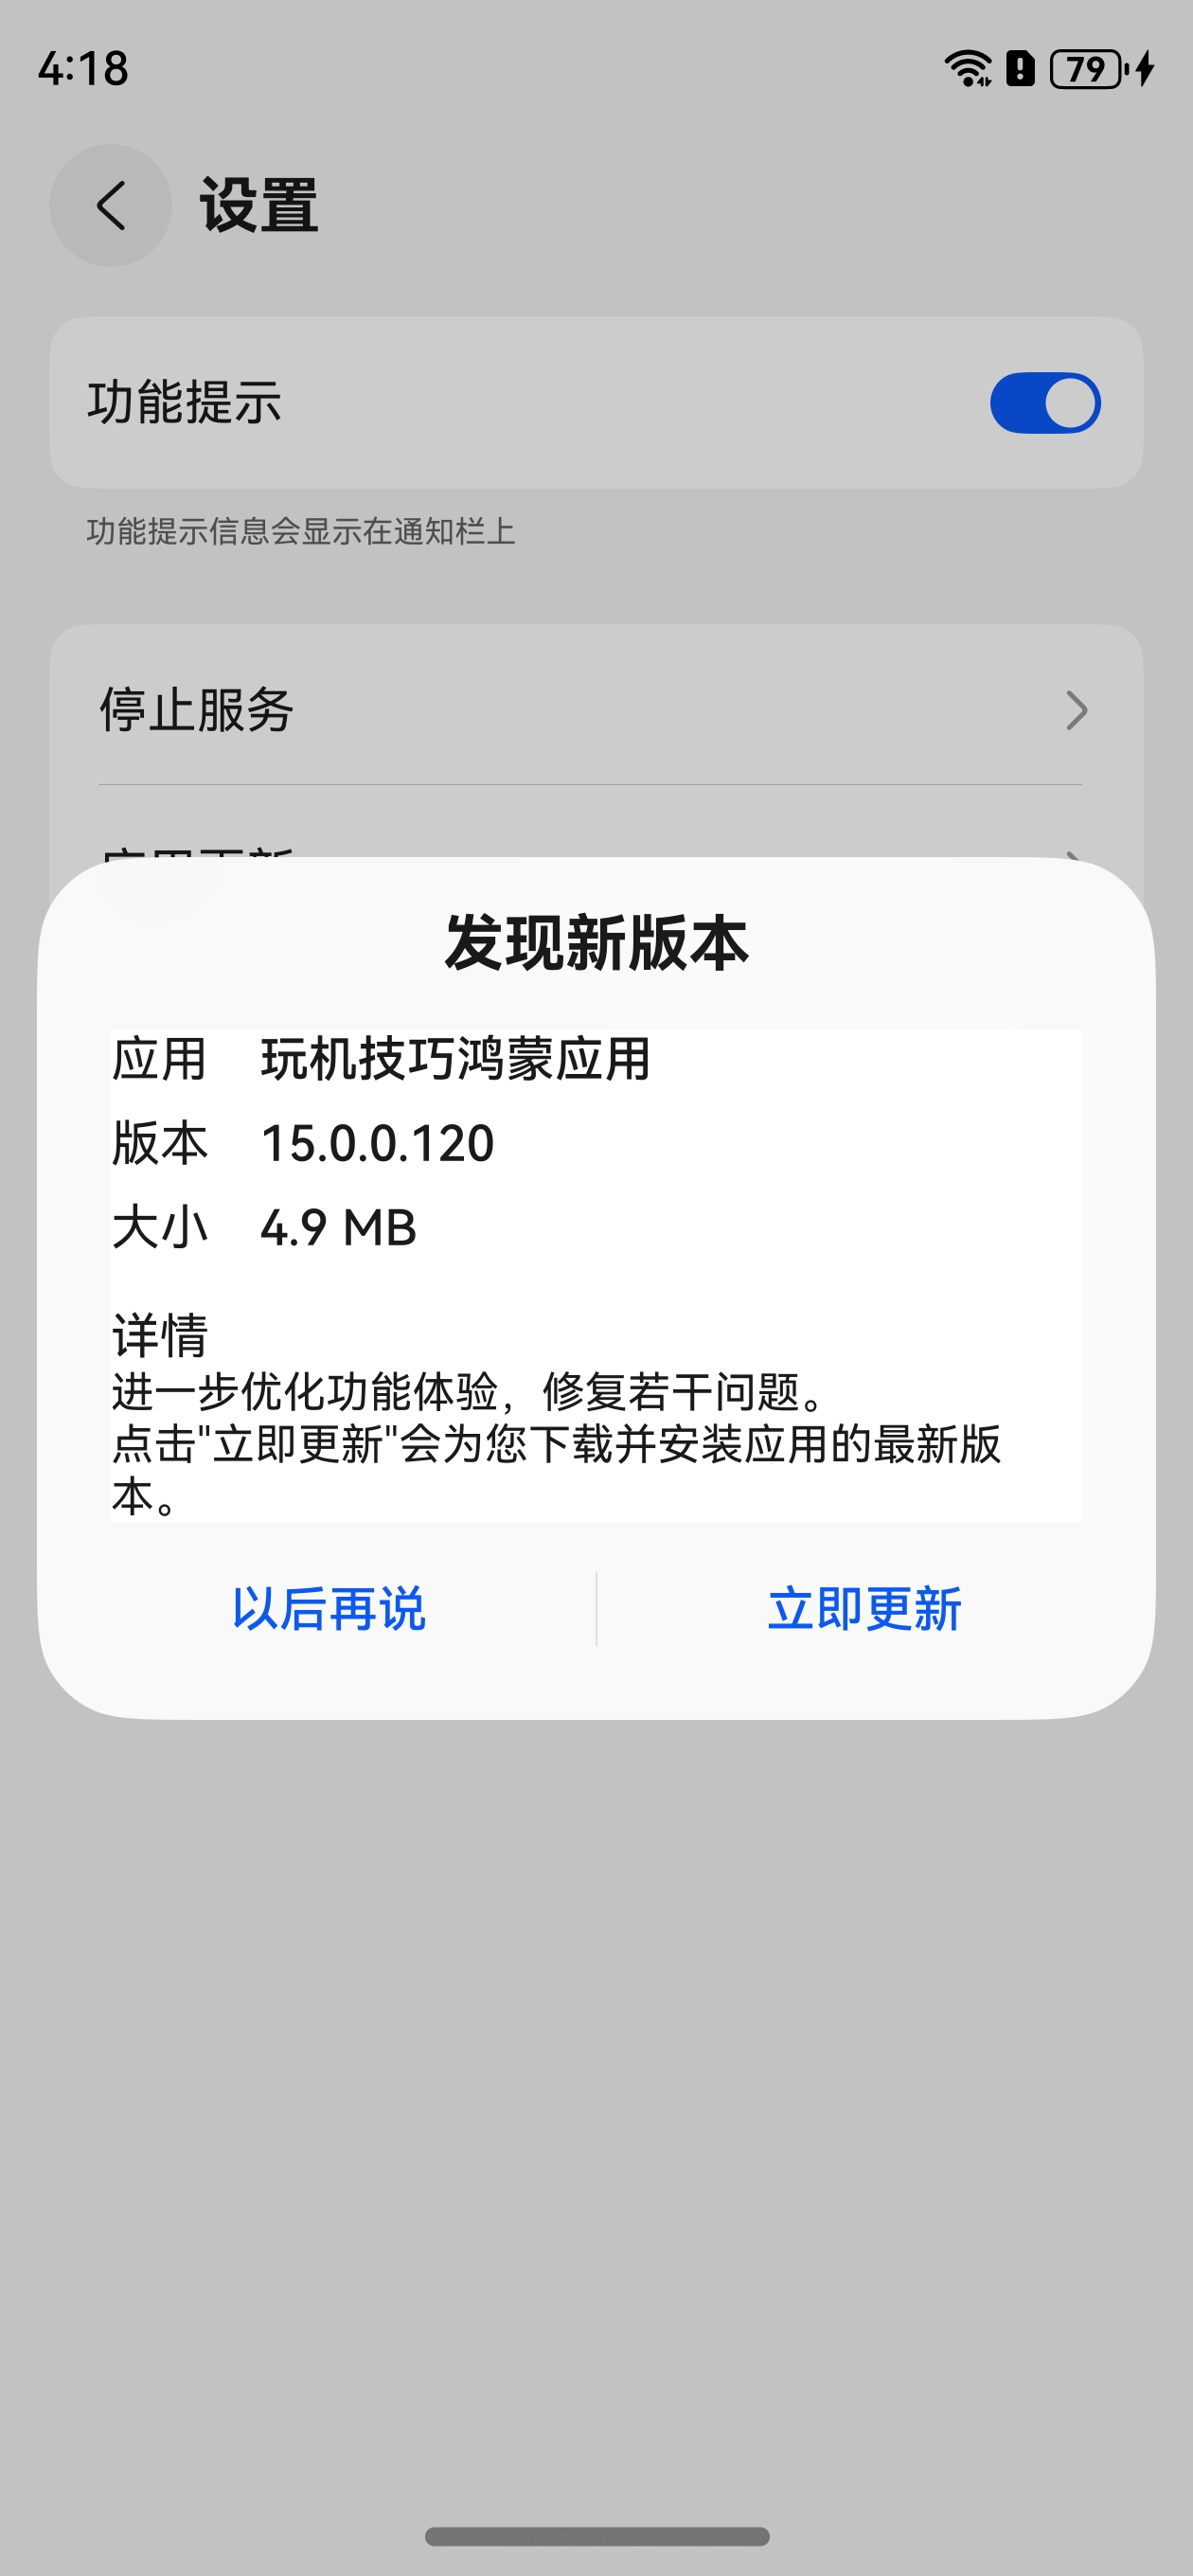 4:18
79
设置
功能提示
功能提示信息会显示在通知栏上
停止服务
发现新版本
应用 玩机技巧鸿蒙应用
版本 15.0.0.120
大小 4.9 MB
详情
进一步优化功能体验，修复若干问题。
点击"立即更新"会为您下载并安装应用的最新版
本。
以后再说
立即更新